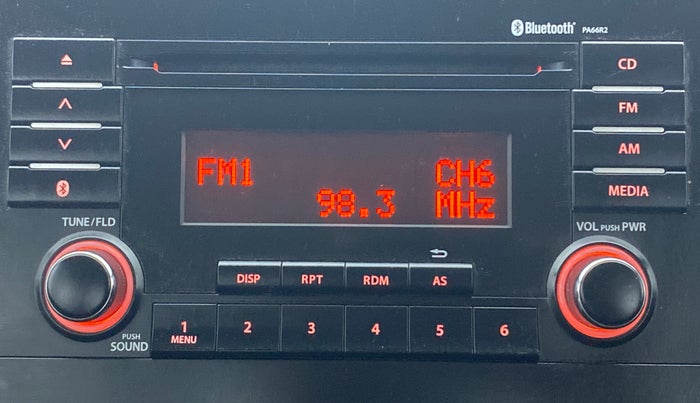 Bluetooth PA66R2
CD
FM
AM
MEDIA
FM1 CH6
98.3 MHz
TUNE/FLD
VOL PUSH PWR
DISP RPT RDM AS
PUSH
SOUND
1 2 3 4 5 6
MENU